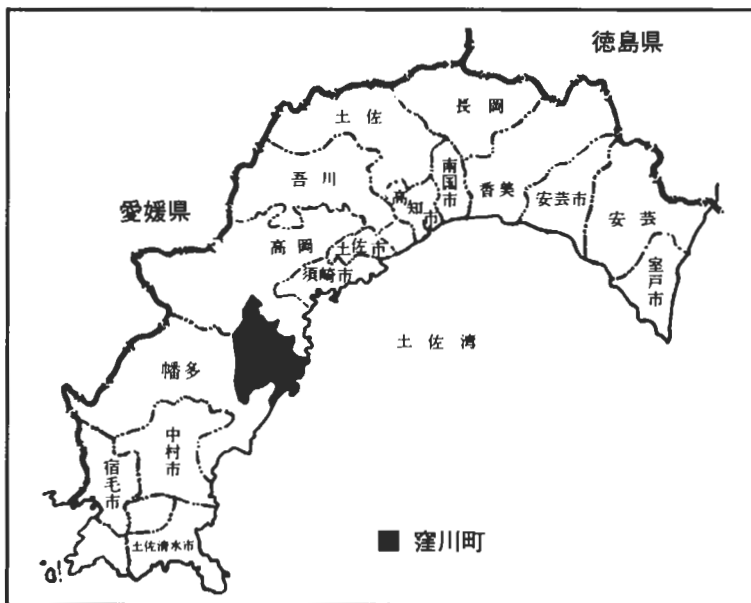 徳島県
長岡
土佐
吾川
南国市
高知市
香美
安芸市
安芸
愛媛県
高岡
土佐市
須崎市
室戸市
土佐湾
幡多
中村市
宿毛市
土佐清水市
窪川町